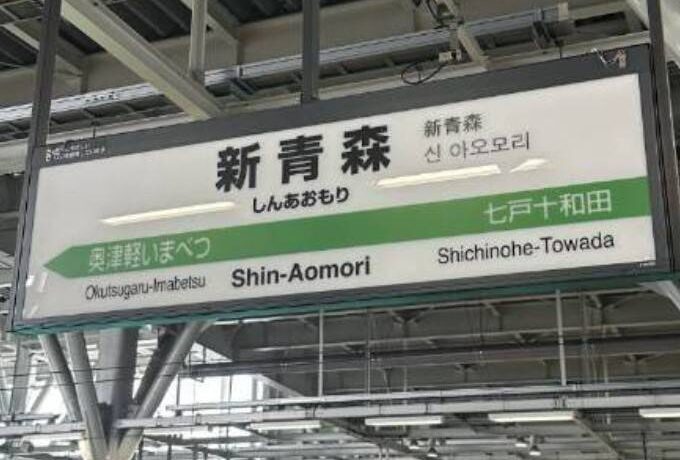 新青森
新青森
신 아오모리
しんあおもり
奥津軽いまべつ
七戸十和田
Okutsugaru-Imabetsu
Shin-Aomori
Shichinohe-Towada